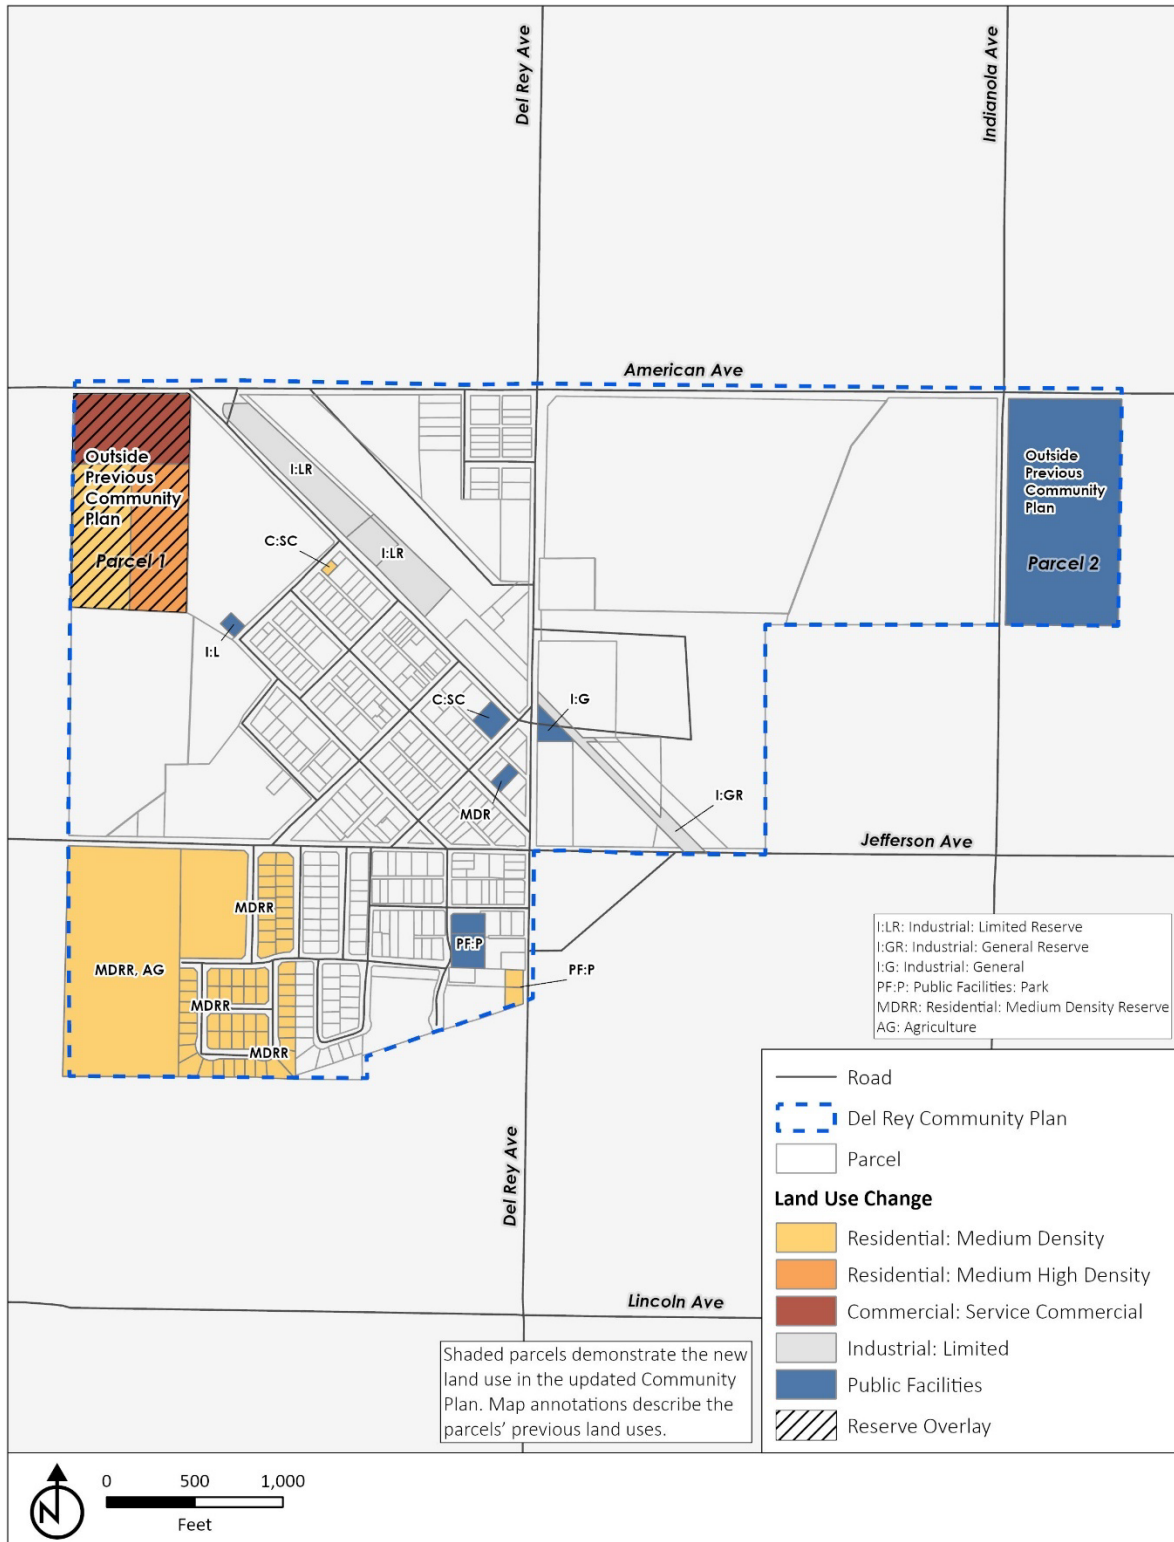 Del Rey Ave
Indianola Ave
American Ave
Outside
Previous
Community
Plan
Parcel 1
I:LR
I:LR
C:SC
I:L
C:SC
I:G
MDR
I:GR
Outside
Previous
Community
Plan
Parcel 2
Jefferson Ave
MDRR
MDRR, AG
MDRR
MDRR
PF:P
PF:P
I:LR: Industrial: Limited Reserve
I:GR: Industrial: General Reserve
I:G: Industrial: General
PF:P: Public Facilities: Park
MDRR: Residential: Medium Density Reserve
AG: Agriculture
Del Rey Ave
Lincoln Ave
Road
Del Rey Community Plan
Parcel
Land Use Change
Residential: Medium Density
Residential: Medium High Density
Commercial: Service Commercial
Industrial: Limited
Public Facilities
Reserve Overlay
Shaded parcels demonstrate the new
land use in the updated Community
Plan. Map annotations describe the
parcels' previous land uses.
N
0 500 1,000
Feet